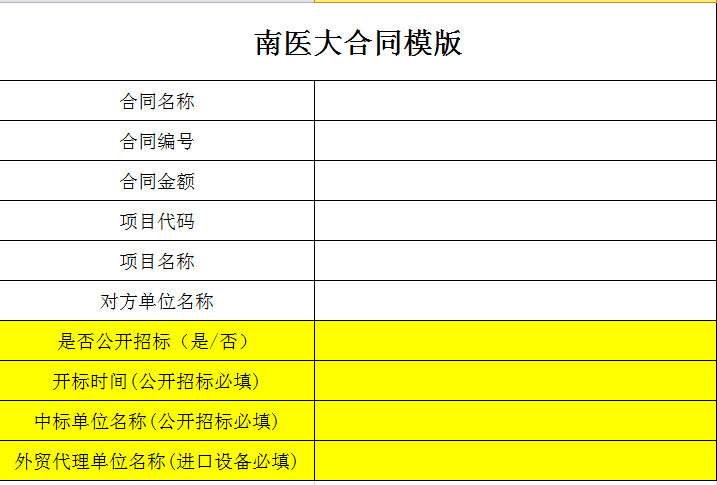 南医大合同模版
合同名称
合同编号
合同金额
项目代码
项目名称
对方单位名称
是否公开招标（是/否）
开标时间(公开招标必填)
中标单位名称(公开招标必填)
外贸代理单位名称(进口设备必填)